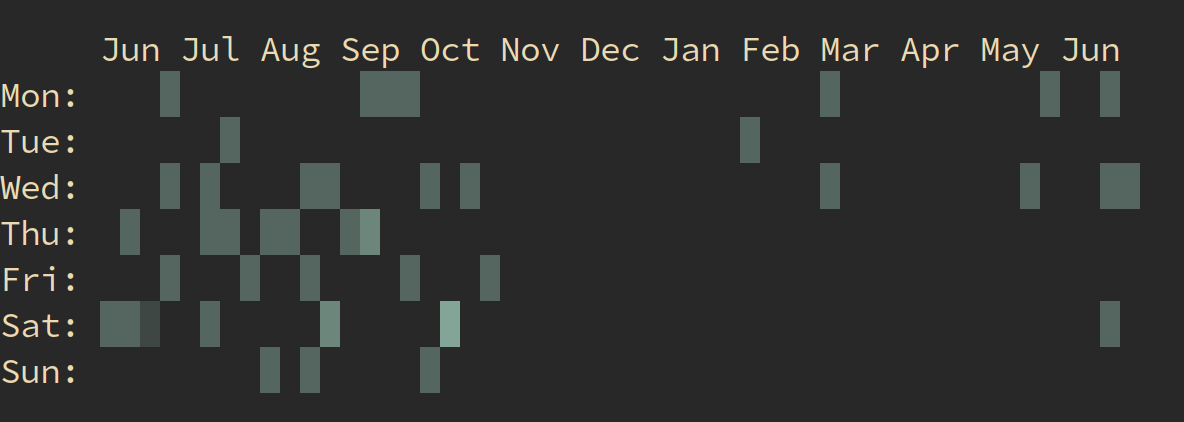 Jun Jul Aug Sep Oct Nov Dec Jan Feb Mar Apr May Jun
Mon:
Tue:
Wed:
Thu:
Fri:
Sat:
Sun: